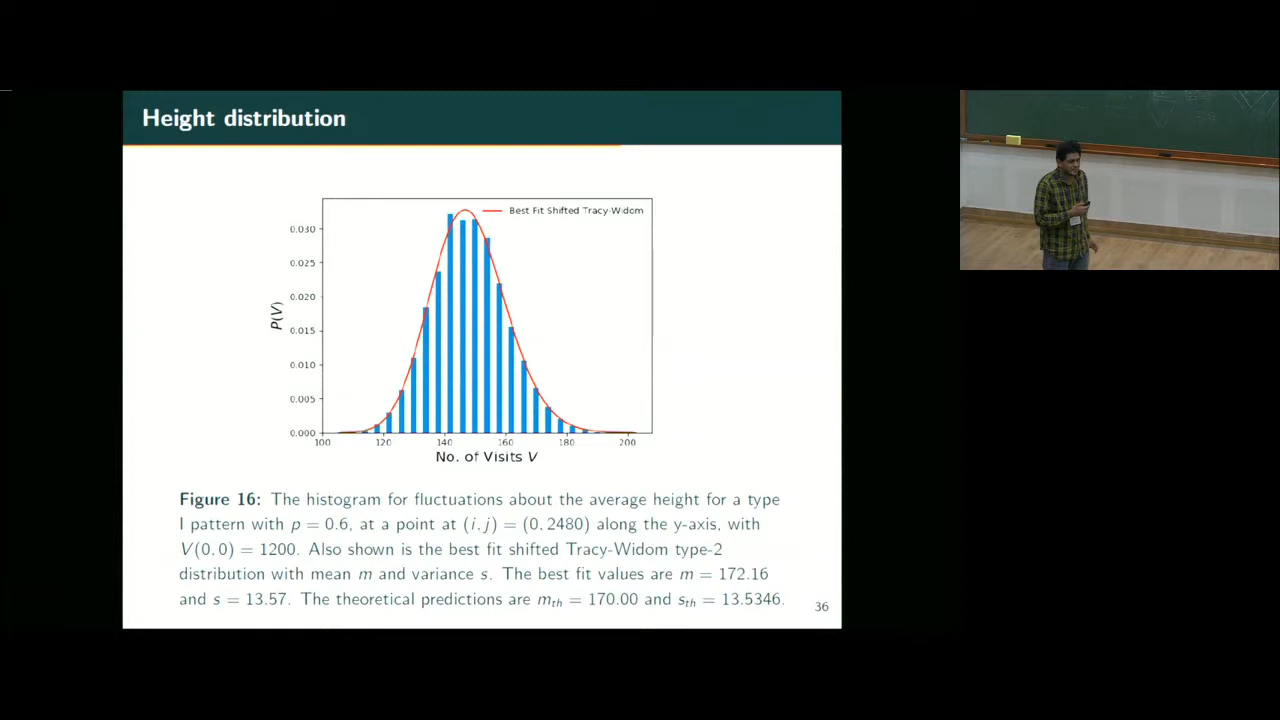 Height distribution
Best Fit Shifted Tracy-Widom
0.030
0.025
0.020
0.015
0.010
0.005
0.000
P(V)
100 120 140 160 180 200
No. of Visits V
Figure 16: The histogram for fluctuations about the average height for a type
I pattern with p = 0.6, at a point at (i, j) = (0, 2480) along the y-axis, with
V(0, 0) = 1200. Also shown is the best fit shifted Tracy-Widom type-2
distribution with mean m and variance s. The best fit values are m = 172.16
and s = 13.57. The theoretical predictions are mₜₕ = 170.00 and sₜₕ = 13.5346.
36